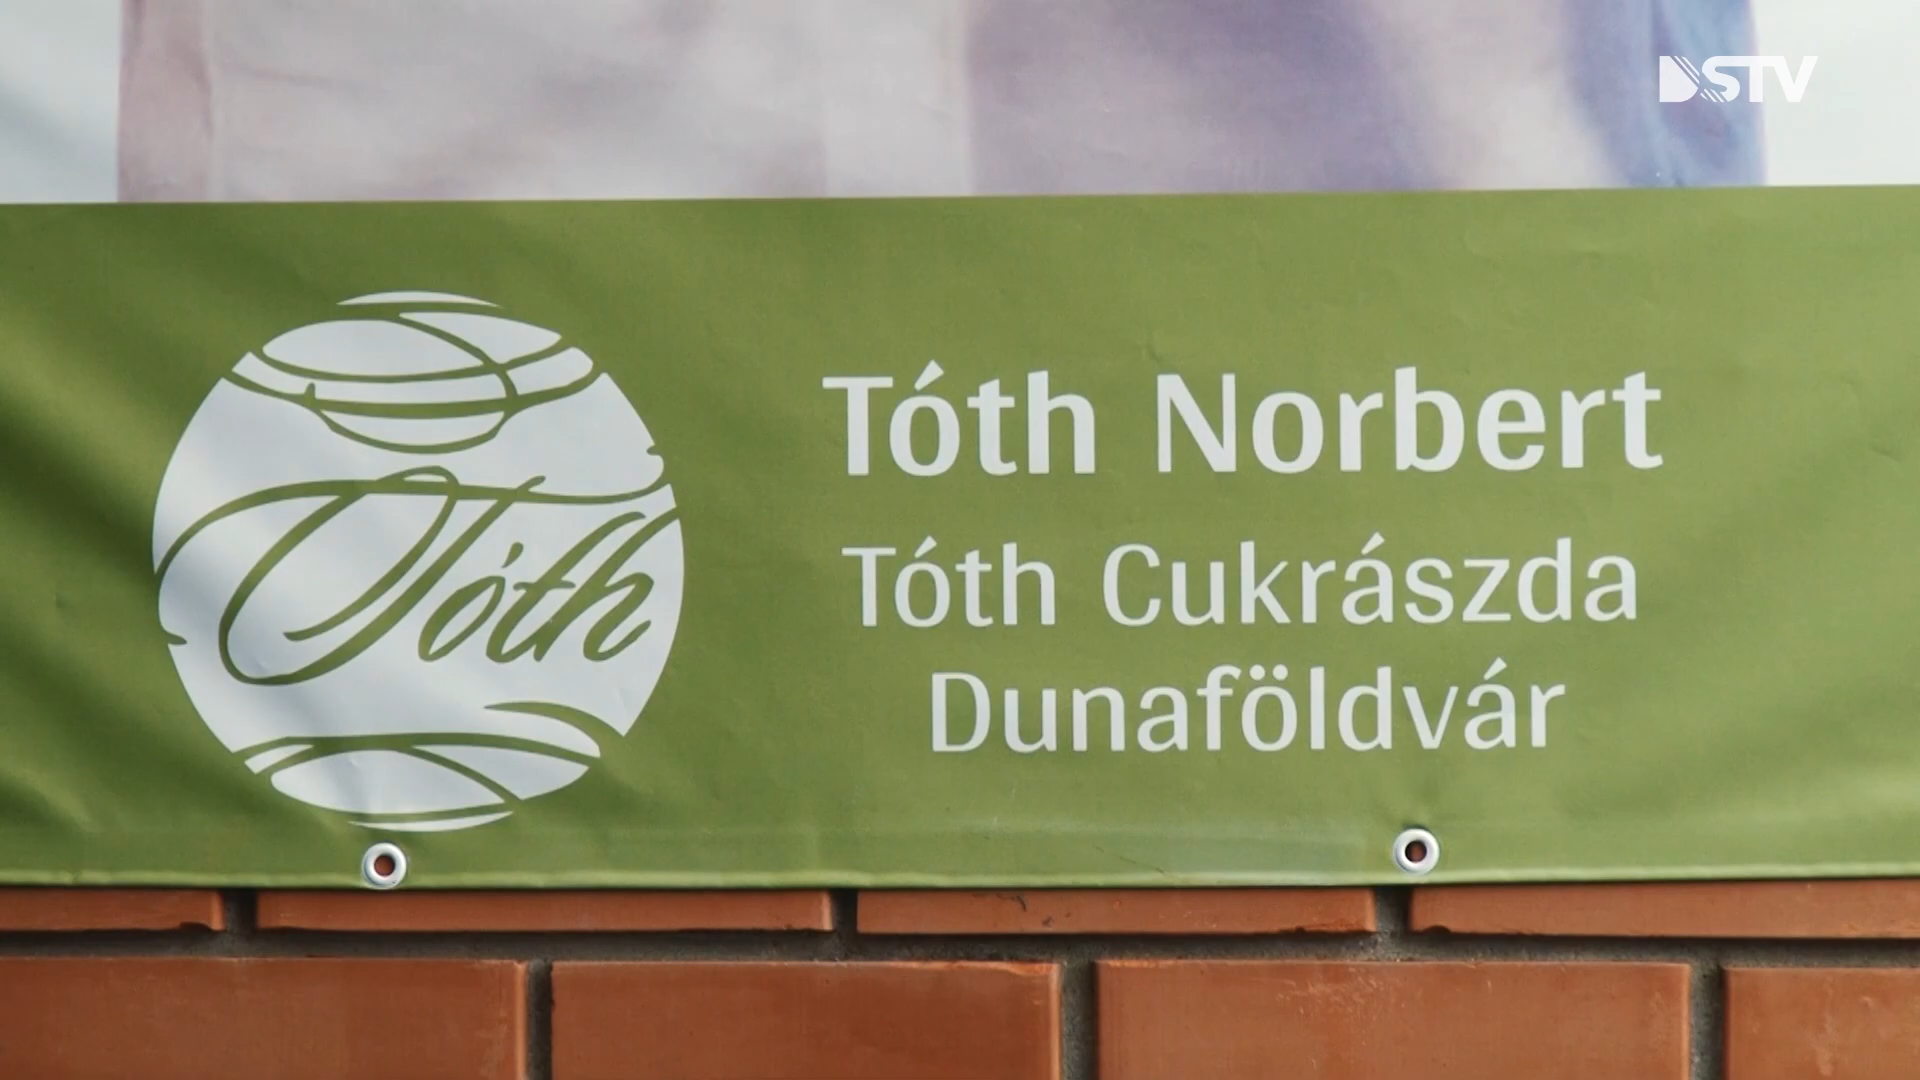 DSTV
Tóth
Tóth Norbert
Tóth Cukrászda
Dunaföldvár